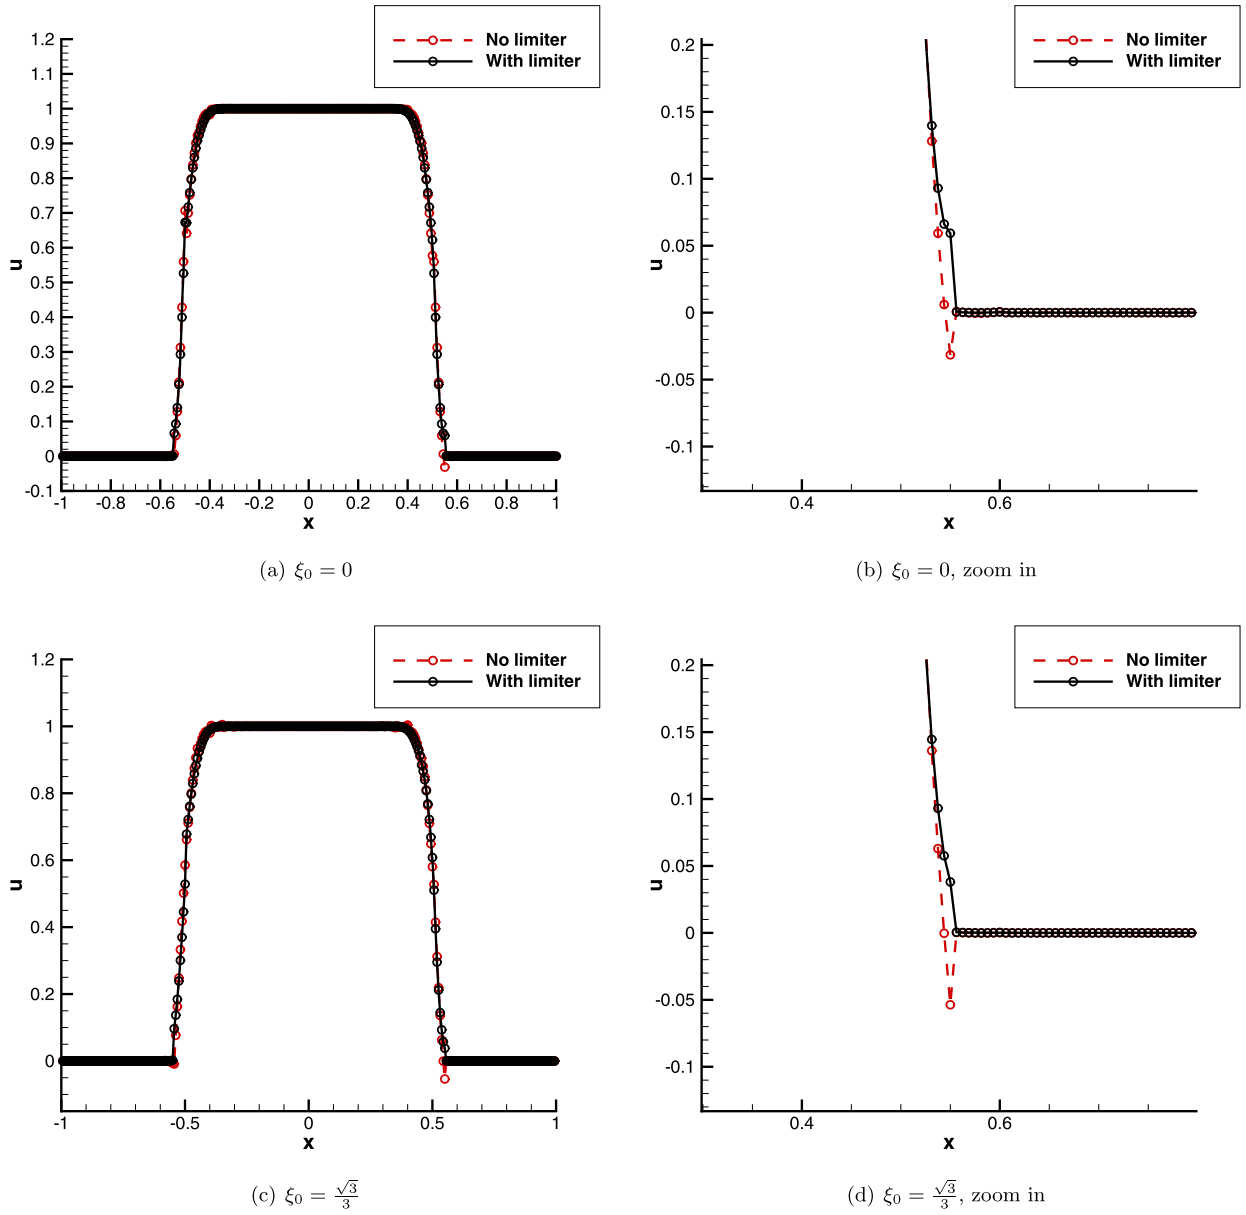 No limiter
With limiter
1.2
1.1
1
0.9
0.8
0.7
0.6
0.5
0.4
0.3
0.2
0.1
0
-0.1
u
-1 -0.8 -0.6 -0.4 -0.2 0 0.2 0.4 0.6 0.8 1
x
(a) ξ₀ = 0
No limiter
With limiter
0.2
0.15
0.1
0.05
0
-0.05
-0.1
u
0.4 0.6
x
(b) ξ₀ = 0, zoom in
No limiter
With limiter
1.2
1
0.8
0.6
0.4
0.2
0
u
-1 -0.5 0 0.5 1
x
(c) ξ₀ = √3/3
No limiter
With limiter
0.2
0.15
0.1
0.05
0
-0.05
-0.1
u
0.4 0.6
x
(d) ξ₀ = √3/3, zoom in